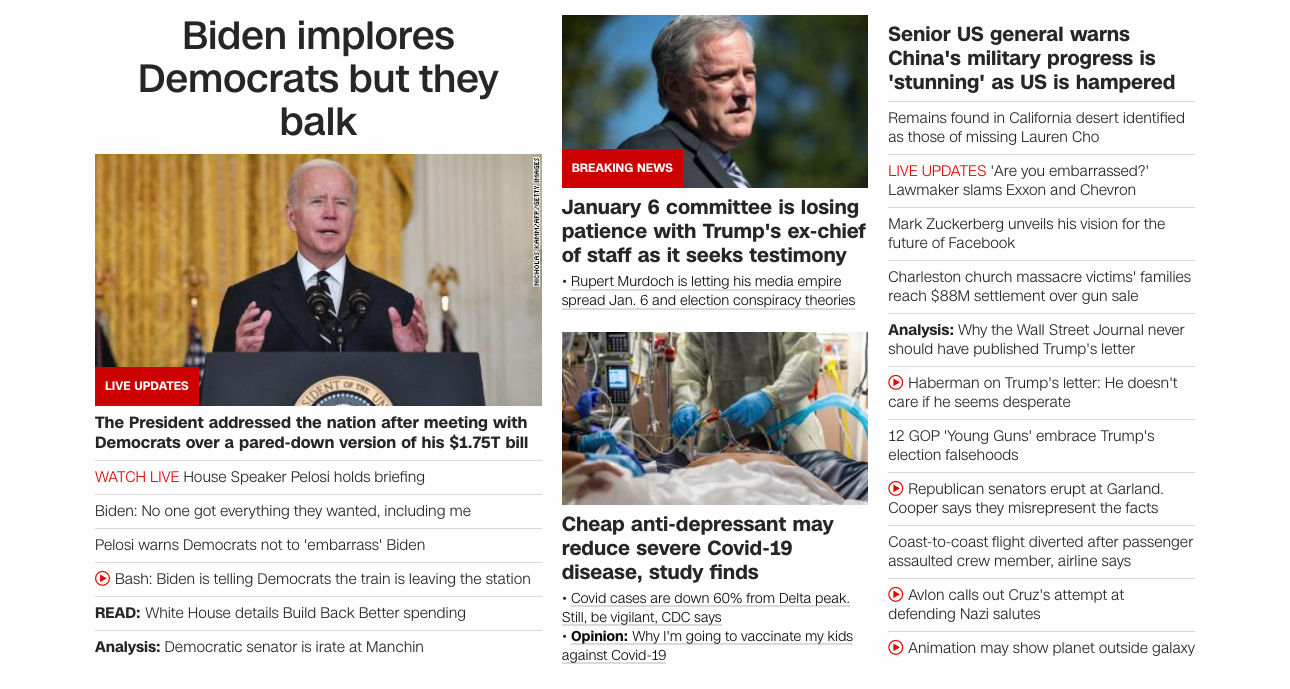 Biden implores
Democrats but they
balk
NICHOLAS KAMM/AFP/GETTY IMAGES
LIVE UPDATES
The President addressed the nation after meeting with
Democrats over a pared-down version of his $1.75T bill
WATCH LIVE House Speaker Pelosi holds briefing
Biden: No one got everything they wanted, including me
Pelosi warns Democrats not to 'embarrass' Biden
Bash: Biden is telling Democrats the train is leaving the station
READ: White House details Build Back Better spending
Analysis: Democratic senator is irate at Manchin
BREAKING NEWS
January 6 committee is losing
patience with Trump's ex-chief
of staff as it seeks testimony
• Rupert Murdoch is letting his media empire
spread Jan. 6 and election conspiracy theories
Cheap anti-depressant may
reduce severe Covid-19
disease, study finds
• Covid cases are down 60% from Delta peak.
Still, be vigilant, CDC says
• Opinion: Why I'm going to vaccinate my kids
against Covid-19
Senior US general warns
China's military progress is
'stunning' as US is hampered
Remains found in California desert identified
as those of missing Lauren Cho
LIVE UPDATES 'Are you embarrassed?'
Lawmaker slams Exxon and Chevron
Mark Zuckerberg unveils his vision for the
future of Facebook
Charleston church massacre victims' families
reach $88M settlement over gun sale
Analysis: Why the Wall Street Journal never
should have published Trump's letter
Haberman on Trump's letter: He doesn't
care if he seems desperate
12 GOP 'Young Guns' embrace Trump's
election falsehoods
Republican senators erupt at Garland.
Cooper says they misrepresent the facts
Coast-to-coast flight diverted after passenger
assaulted crew member, airline says
Avlon calls out Cruz's attempt at
defending Nazi salutes
Animation may show planet outside galaxy